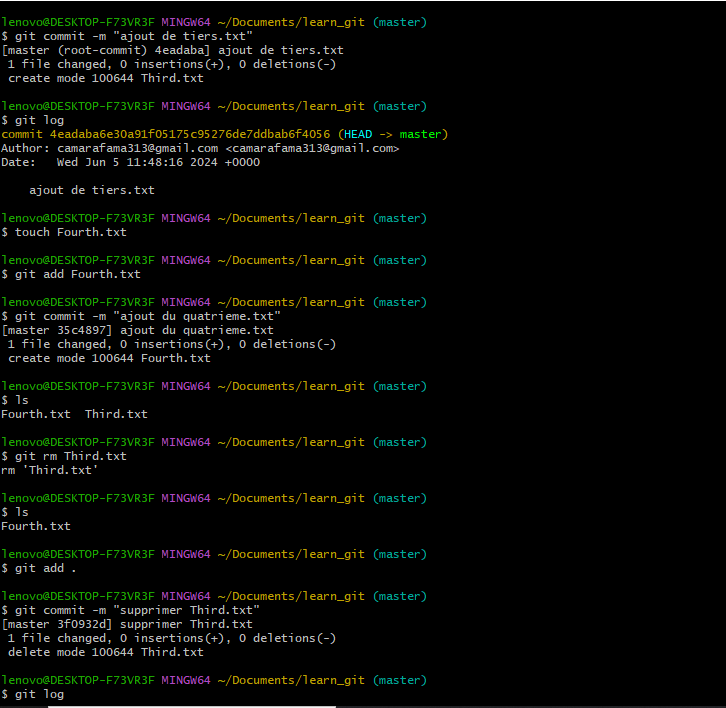 lenovo@DESKTOP-F73VR3F MINGW64 ~/Documents/learn_git (master)
$ git commit -m "ajout de tiers.txt"
[master (root-commit) 4eadaba] ajout de tiers.txt
 1 file changed, 0 insertions(+), 0 deletions(-)
 create mode 100644 Third.txt
lenovo@DESKTOP-F73VR3F MINGW64 ~/Documents/learn_git (master)
$ git log
commit 4eadaba6e30a91f05175c95276de7ddbab6f4056 (HEAD -> master)
Author: camarafama313@gmail.com <camarafama313@gmail.com>
Date:   Wed Jun 5 11:48:16 2024 +0000
    ajout de tiers.txt
lenovo@DESKTOP-F73VR3F MINGW64 ~/Documents/learn_git (master)
$ touch Fourth.txt
lenovo@DESKTOP-F73VR3F MINGW64 ~/Documents/learn_git (master)
$ git add Fourth.txt
lenovo@DESKTOP-F73VR3F MINGW64 ~/Documents/learn_git (master)
$ git commit -m "ajout du quatrieme.txt"
[master 35c4897] ajout du quatrieme.txt
 1 file changed, 0 insertions(+), 0 deletions(-)
 create mode 100644 Fourth.txt
lenovo@DESKTOP-F73VR3F MINGW64 ~/Documents/learn_git (master)
$ ls
Fourth.txt  Third.txt
lenovo@DESKTOP-F73VR3F MINGW64 ~/Documents/learn_git (master)
$ git rm Third.txt
rm 'Third.txt'
lenovo@DESKTOP-F73VR3F MINGW64 ~/Documents/learn_git (master)
$ ls
Fourth.txt
lenovo@DESKTOP-F73VR3F MINGW64 ~/Documents/learn_git (master)
$ git add .
lenovo@DESKTOP-F73VR3F MINGW64 ~/Documents/learn_git (master)
$ git commit -m "supprimer Third.txt"
[master 3f0932d] supprimer Third.txt
 1 file changed, 0 insertions(+), 0 deletions(-)
 delete mode 100644 Third.txt
lenovo@DESKTOP-F73VR3F MINGW64 ~/Documents/learn_git (master)
$ git log